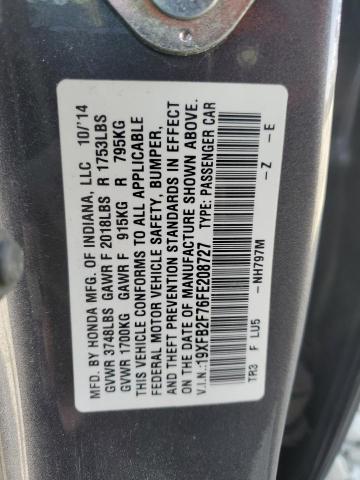 MFD. BY HONDA MFG. OF INDIANA, LLC 10/'14
GVWR 3748LBS GAWR F 2018LBS R 1753LBS
GVWR 1700KG GAWR F 915KG R 795KG
THIS VEHICLE CONFORMS TO ALL APPLICABLE
FEDERAL MOTOR VEHICLE SAFETY, BUMPER,
AND THEFT PREVENTION STANDARDS IN EFFECT
ON THE DATE OF MANUFACTURE SHOWN ABOVE.
V.I.N.:19XFB2F76FE208727 TYPE: PASSENGER CAR
TR3 F LU5 -NH797M -Z -E